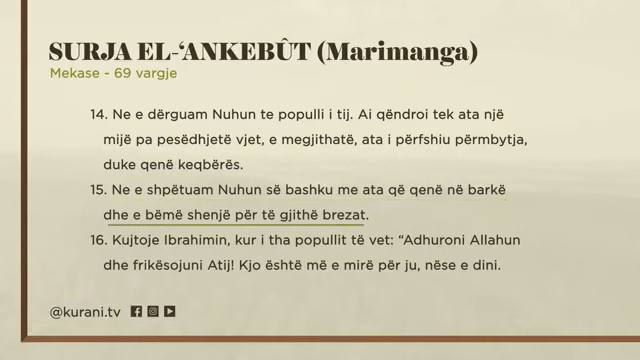 SURJA EL-‘ANKEBÛT (Marimanga)
Mekase - 69 vargje
14. Ne e dërguam Nuhun te populli i tij. Ai qëndroi tek ata një
mijë pa pesëdhjetë vjet, e megjithatë, ata i përfshiu përmbytja,
duke qenë keqbërës.
15. Ne e shpëtuam Nuhun së bashku me ata që qenë në barkë
dhe e bëmë shenjë për të gjithë brezat.
16. Kujtoje Ibrahimin, kur i tha popullit të vet: “Adhuroni Allahun
dhe frikësojuni Atij! Kjo është më e mirë për ju, nëse e dini.
@kurani.tv